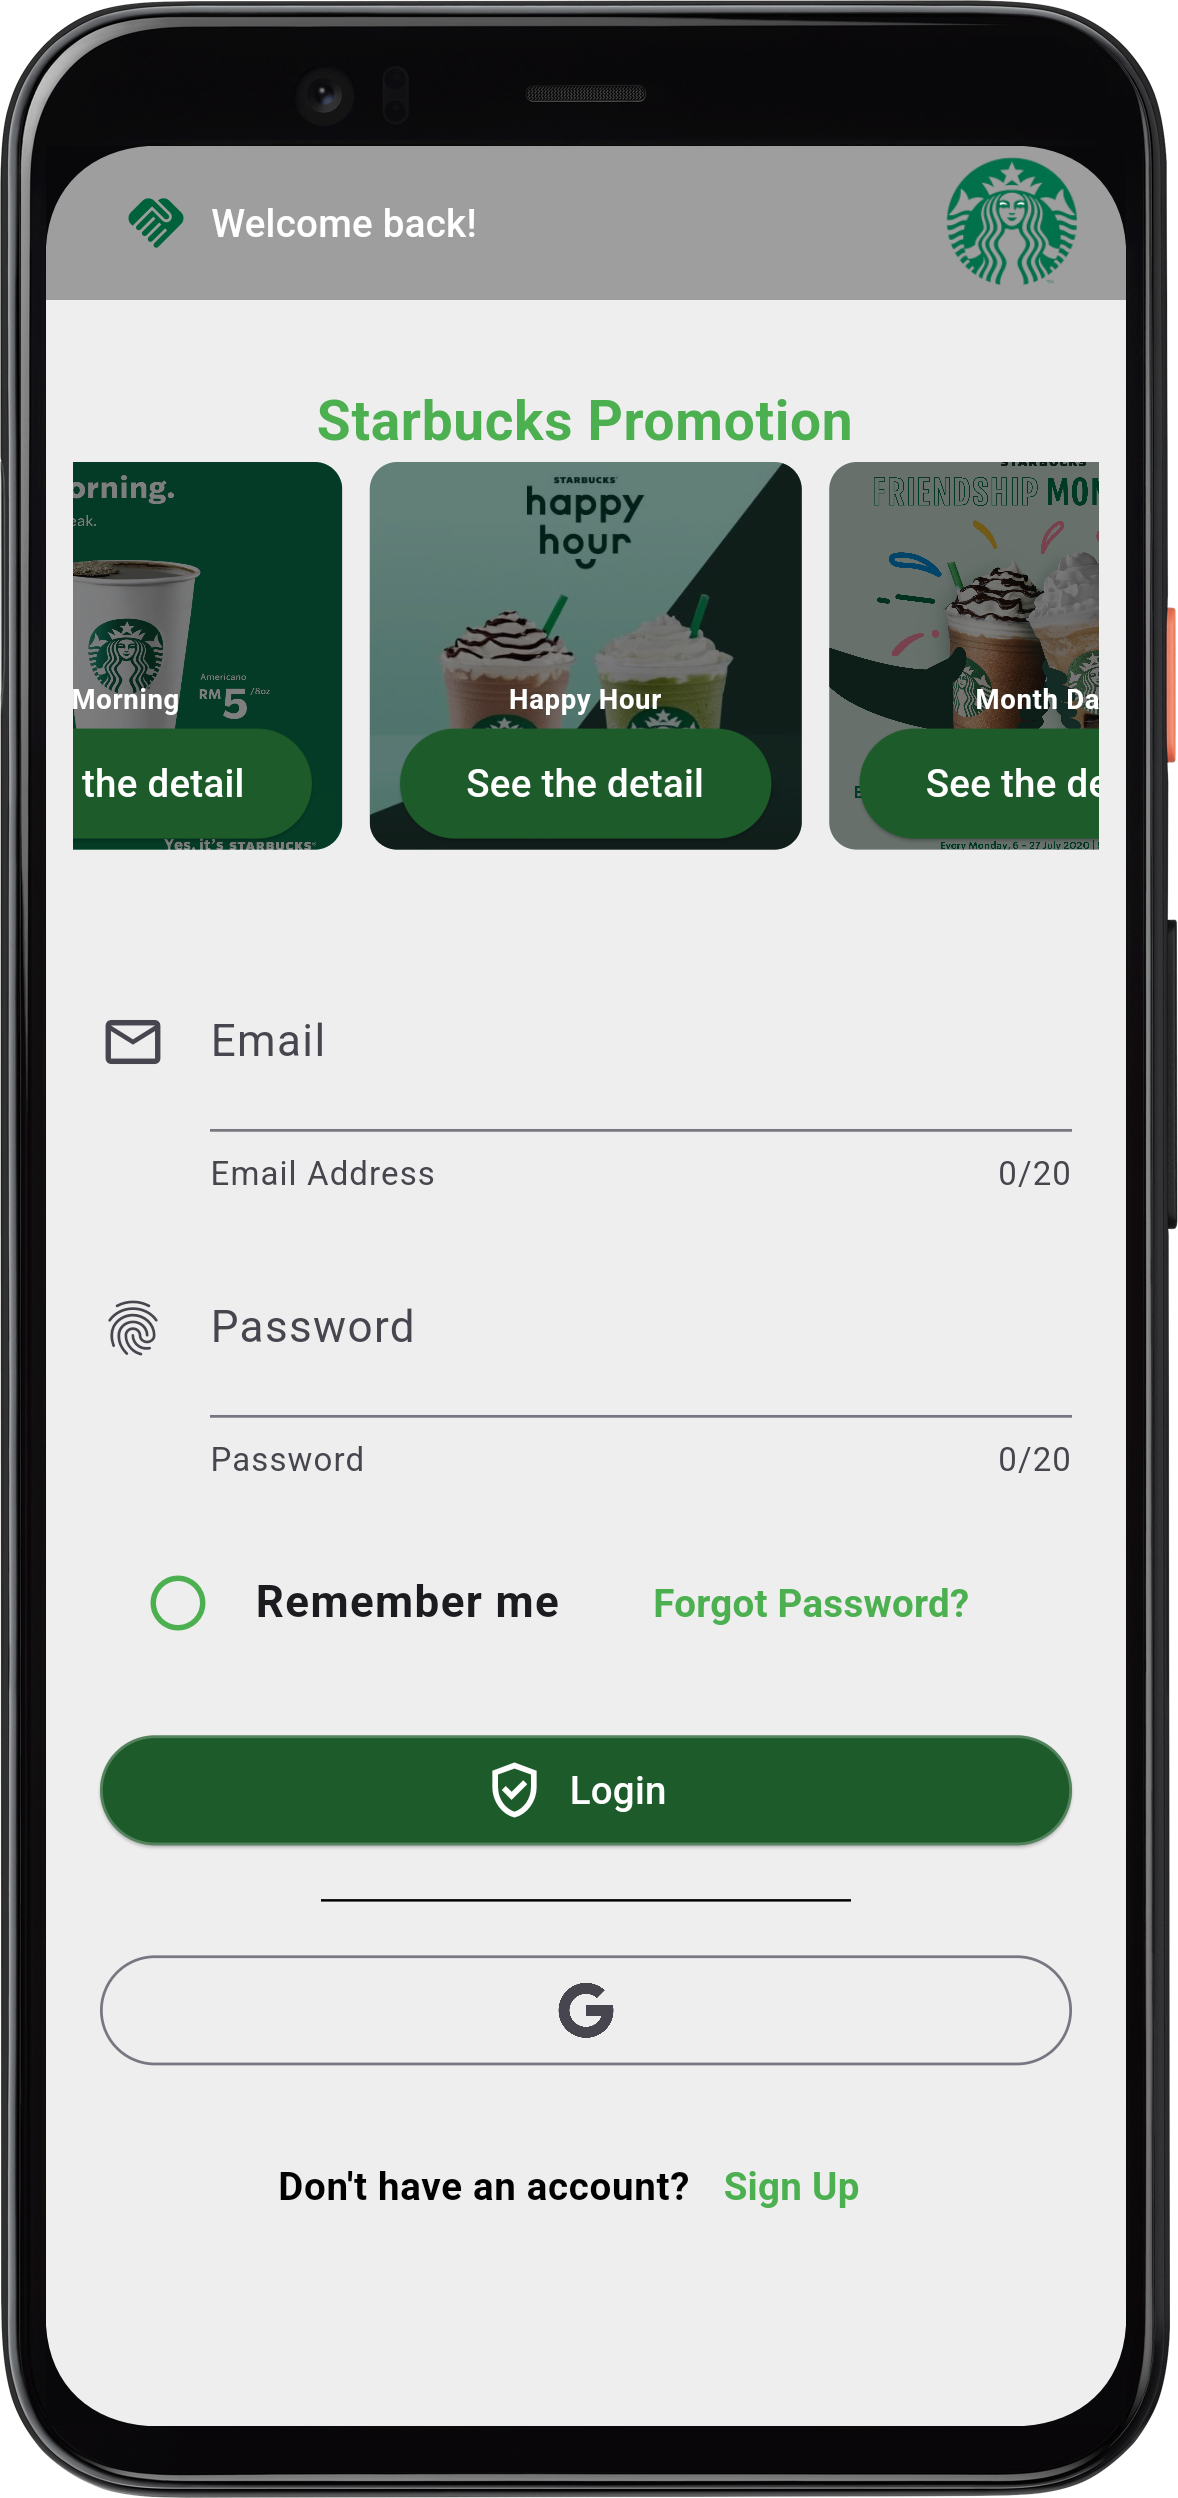 Welcome back!
Starbucks Promotion
orning.
eak.
Americano
RM 5 /8oz
Morning
the detail
Yes, it's STARBUCKS
STARBUCKS
happy
hour
Happy Hour
See the detail
STARBUCKS
FRIENDSHIP MON
Month Da
See the de
Every Monday, 6 - 27 July 2020 |
Email
Email Address 0/20
Password
Password 0/20
Remember me Forgot Password?
Login
G
Don't have an account? Sign Up